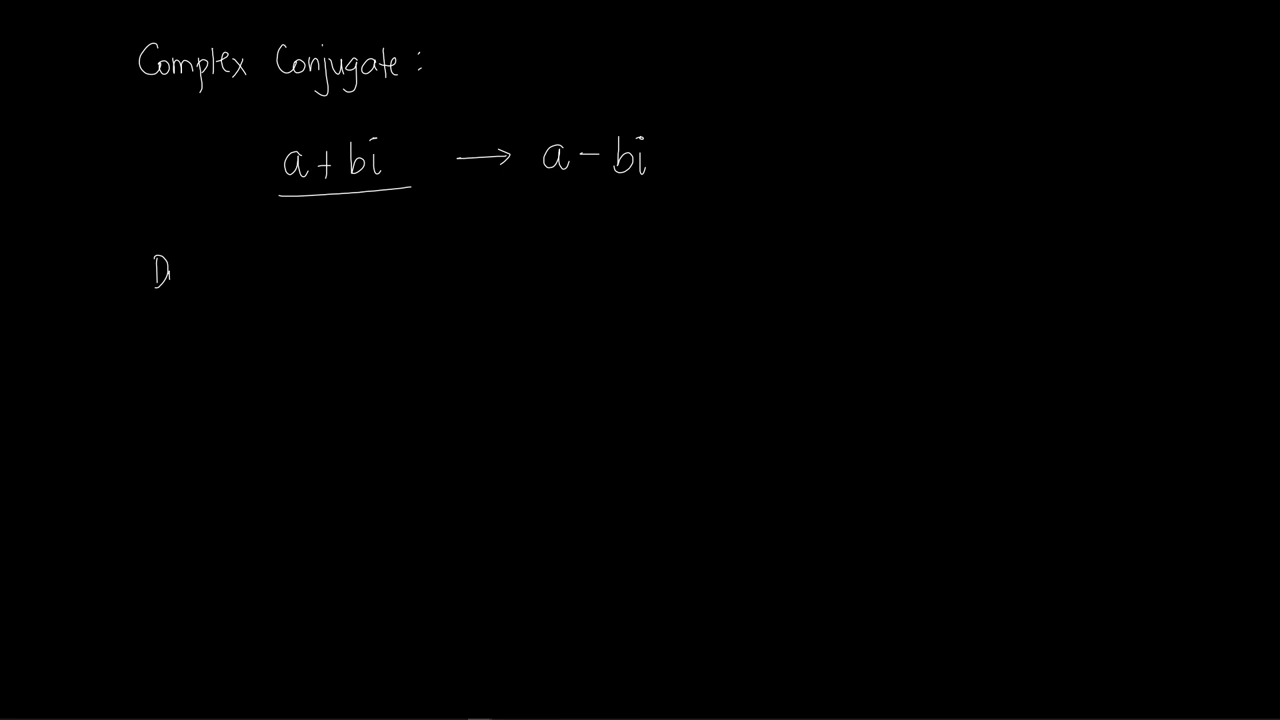 Complex Conjugate:
a + bi → a - bi
D